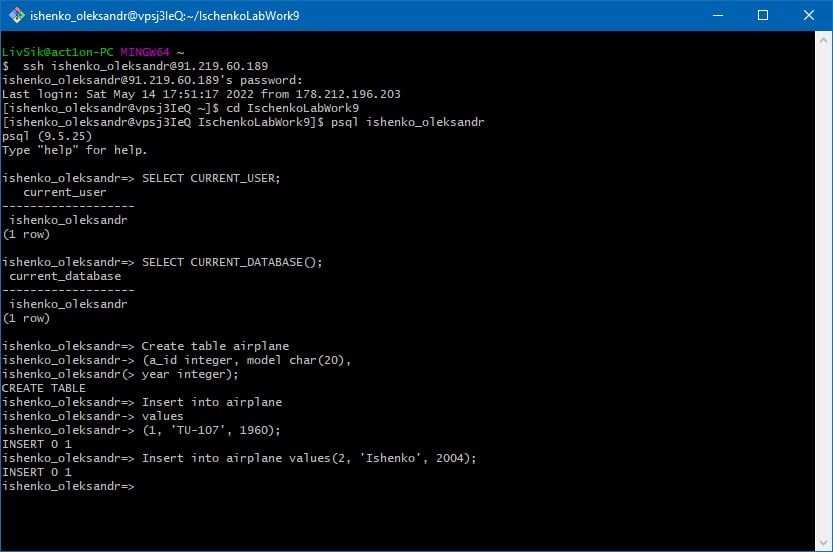 ishenko_oleksandr@vpsj3IeQ:~/IschenkoLabWork9
LivSik@act1on-PC MINGW64 ~
$  ssh ishenko_oleksandr@91.219.60.189
ishenko_oleksandr@91.219.60.189's password:
Last login: Sat May 14 17:51:17 2022 from 178.212.196.203
[ishenko_oleksandr@vpsj3IeQ ~]$ cd IschenkoLabWork9
[ishenko_oleksandr@vpsj3IeQ IschenkoLabWork9]$ psql ishenko_oleksandr
psql (9.5.25)
Type "help" for help.
ishenko_oleksandr=> SELECT CURRENT_USER;
   current_user
-------------------
 ishenko_oleksandr
(1 row)
ishenko_oleksandr=> SELECT CURRENT_DATABASE();
 current_database
-------------------
 ishenko_oleksandr
(1 row)
ishenko_oleksandr=> Create table airplane
ishenko_oleksandr-> (a_id integer, model char(20),
ishenko_oleksandr(> year integer);
CREATE TABLE
ishenko_oleksandr=> Insert into airplane
ishenko_oleksandr-> values
ishenko_oleksandr-> (1, 'TU-107', 1960);
INSERT 0 1
ishenko_oleksandr=> Insert into airplane values(2, 'Ishenko', 2004);
INSERT 0 1
ishenko_oleksandr=>